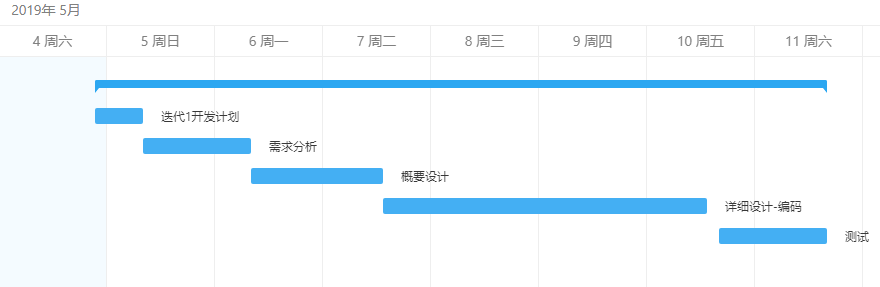 2019年 5月
4 周六 5 周日 6 周一 7 周二 8 周三 9 周四 10 周五 11 周六
迭代1开发计划
需求分析
概要设计
详细设计-编码
测试